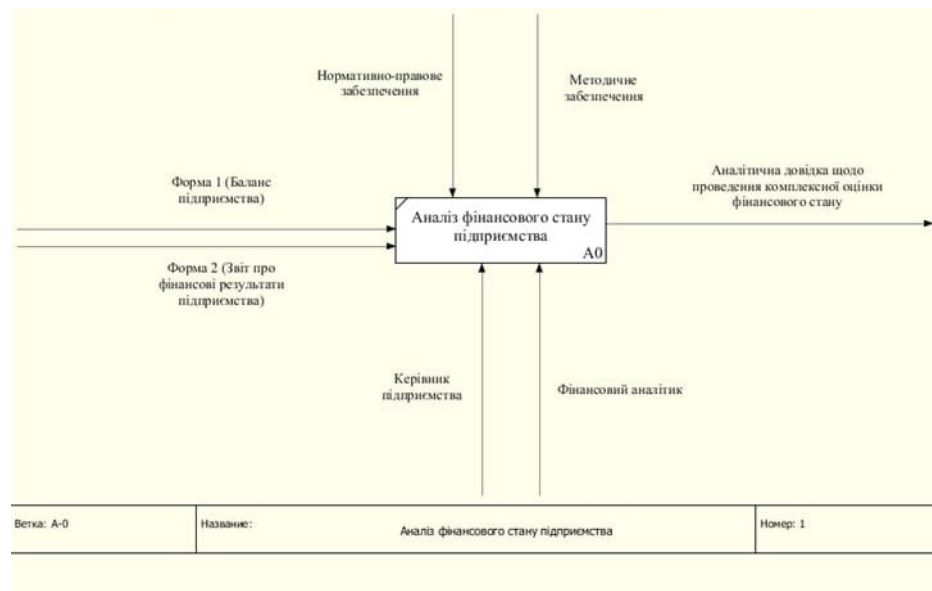 Нормативно-правове
забезпечення
Методичне
забезпечення
Форма 1 (Баланс
підприємства)
Аналітична довідка щодо
проведення комплексної оцінки
фінансового стану
Аналіз фінансового стану
підприємства
A0
Форма 2 (Звіт про
фінансові результати
підприємства)
Керівник
підприємства
Фінансовий аналітик
Ветка: A-0
Название:
Аналіз фінансового стану підприємства
Номер: 1